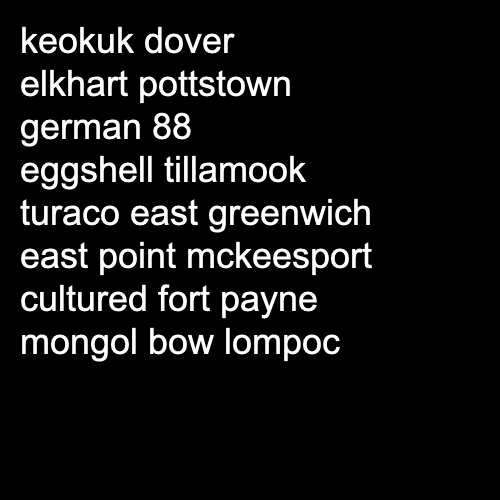 keokuk dover
elkhart pottstown
german 88
eggshell tillamook
turaco east greenwich
east point mckeesport
cultured fort payne
mongol bow lompoc